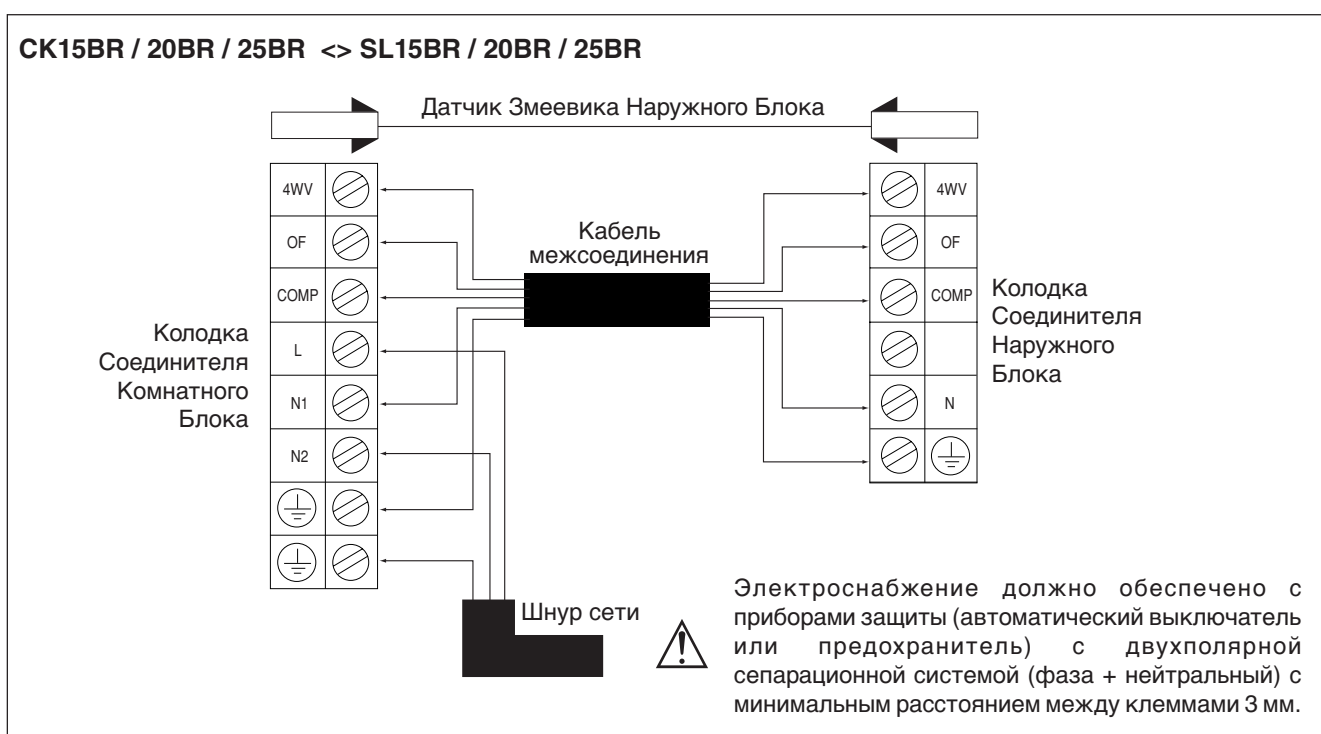 CK15BR / 20BR / 25BR <> SL15BR / 20BR / 25BR
Датчик Змеевика Наружного Блока
4WV
OF
COMP
L
N1
N2
Колодка
Соединителя
Комнатного
Блока
Кабель
межсоединения
4WV
OF
COMP
N
Колодка
Соединителя
Наружного
Блока
Шнур сети
Электроснабжение должно обеспечено с
приборами защиты (автоматический выключатель
или предохранитель) с двухполярной
сепарационной системой (фаза + нейтральный) с
минимальным расстоянием между клеммами 3 мм.